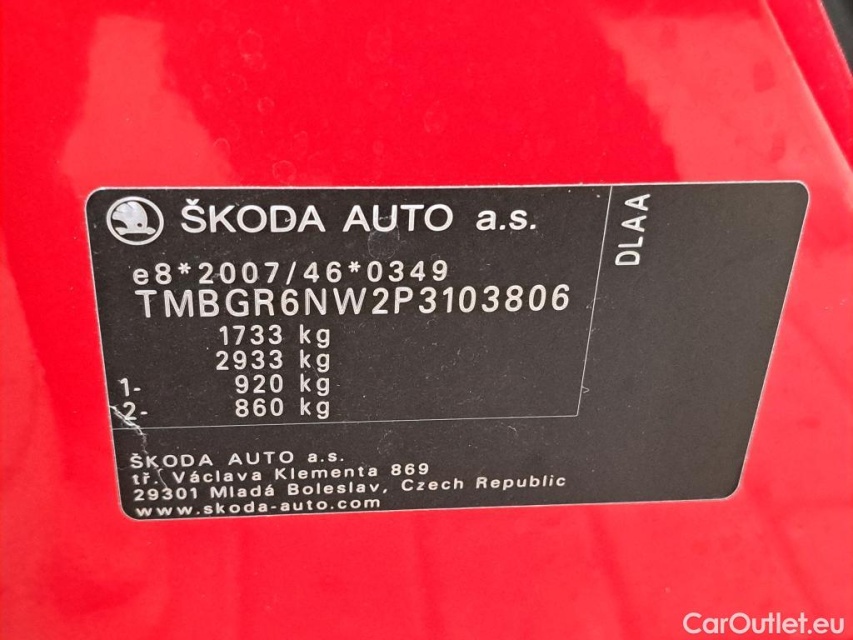 ŠKODA AUTO a.s.
DLAA
e8*2007/46*0349
TMBGR6NW2P3103806
1733 kg
2933 kg
1- 920 kg
2- 860 kg
ŠKODA AUTO a.s.
tř. Václava Klementa 869
29301 Mladá Boleslav, Czech Republic
www.skoda-auto.com
CarOutlet.eu